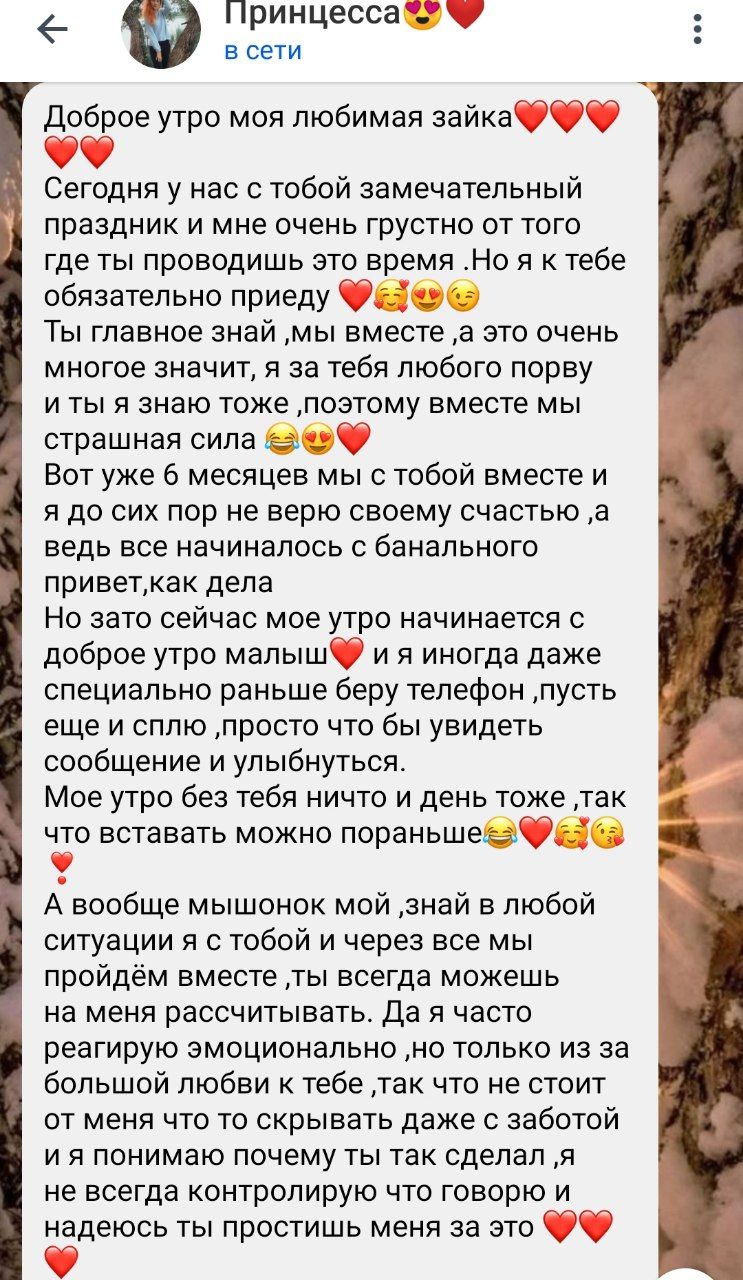 Принцесса😍❤️
в сети
Доброе утро моя любимая зайка❤️❤️❤️
❤️❤️
Сегодня у нас с тобой замечательный
праздник и мне очень грустно от того
где ты проводишь это время .Но я к тебе
обязательно приеду ❤️🥰😍😉
Ты главное знай ,мы вместе ,а это очень
многое значит, я за тебя любого порву
и ты я знаю тоже ,поэтому вместе мы
страшная сила 😂😍❤️
Вот уже 6 месяцев мы с тобой вместе и
я до сих пор не верю своему счастью ,а
ведь все начиналось с банального
привет,как дела
Но зато сейчас мое утро начинается с
доброе утро малыш❤️ и я иногда даже
специально раньше беру телефон ,пусть
еще и сплю ,просто что бы увидеть
сообщение и улыбнуться.
Мое утро без тебя ничто и день тоже ,так
что вставать можно пораньше😂❤️🥰😘
❣️
А вообще мышонок мой ,знай в любой
ситуации я с тобой и через все мы
пройдём вместе ,ты всегда можешь
на меня рассчитывать. Да я часто
реагирую эмоционально ,но только из за
большой любви к тебе ,так что не стоит
от меня что то скрывать даже с заботой
и я понимаю почему ты так сделал ,я
не всегда контролирую что говорю и
надеюсь ты простишь меня за это ❤️❤️
❤️